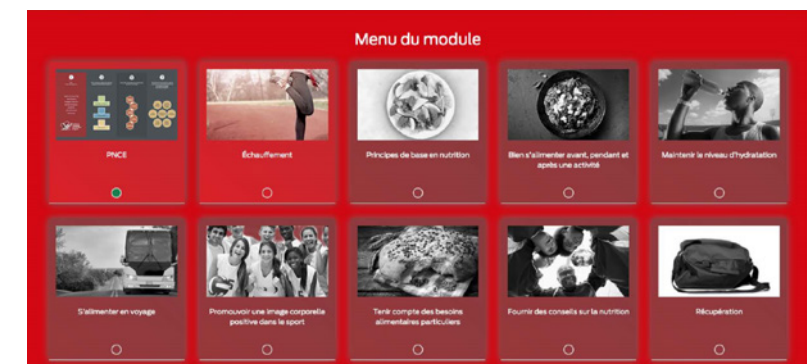 Menu du module
PNCE
Échauffement
Principes de base en nutrition
Bien s'alimenter avant, pendant et
après une activité
Maintenir le niveau d'hydratation
S'alimenter en voyage
Promouvoir une image corporelle
positive dans le sport
Tenir compte des besoins
alimentaires particuliers
Fournir des conseils sur la nutrition
Récupération